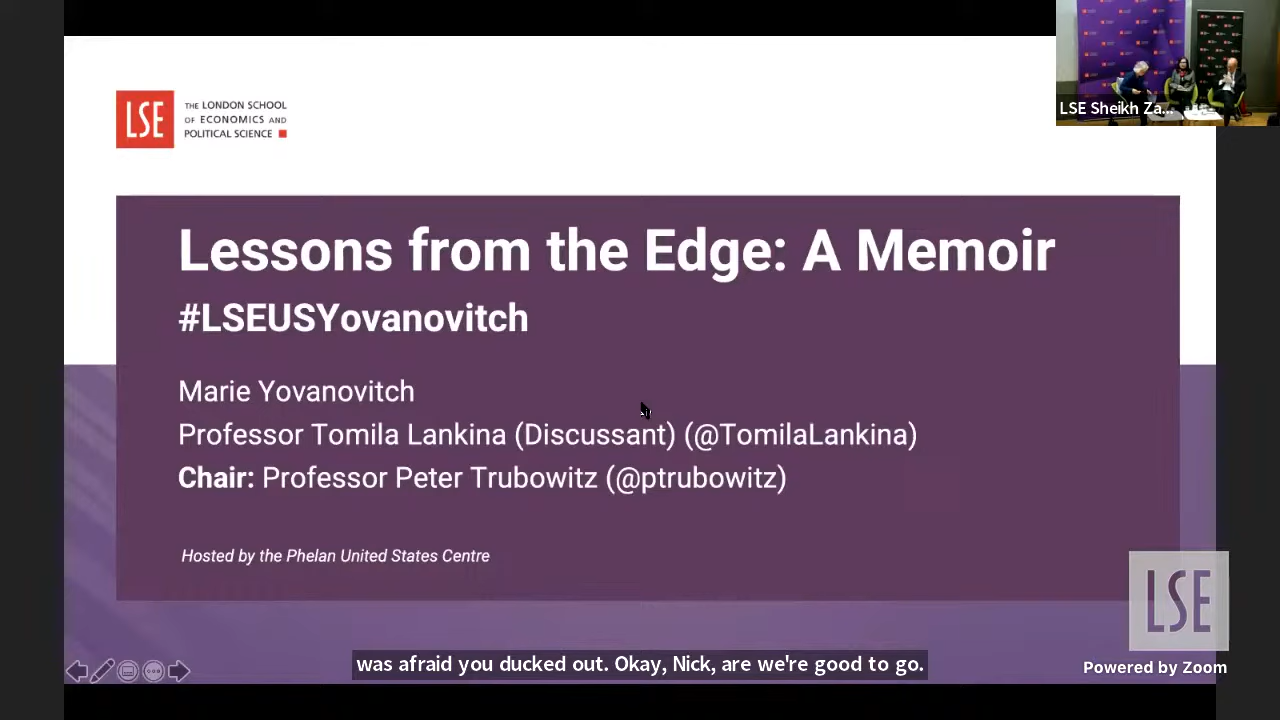 LSE Sheikh Za...
LSE
THE LONDON SCHOOL
OF ECONOMICS AND
POLITICAL SCIENCE
Lessons from the Edge: A Memoir
#LSEUSYovanovitch
Marie Yovanovitch
Professor Tomila Lankina (Discussant) (@TomilaLankina)
Chair: Professor Peter Trubowitz (@ptrubowitz)
Hosted by the Phelan United States Centre
LSE
was afraid you ducked out. Okay, Nick, are we're good to go.
Powered by Zoom